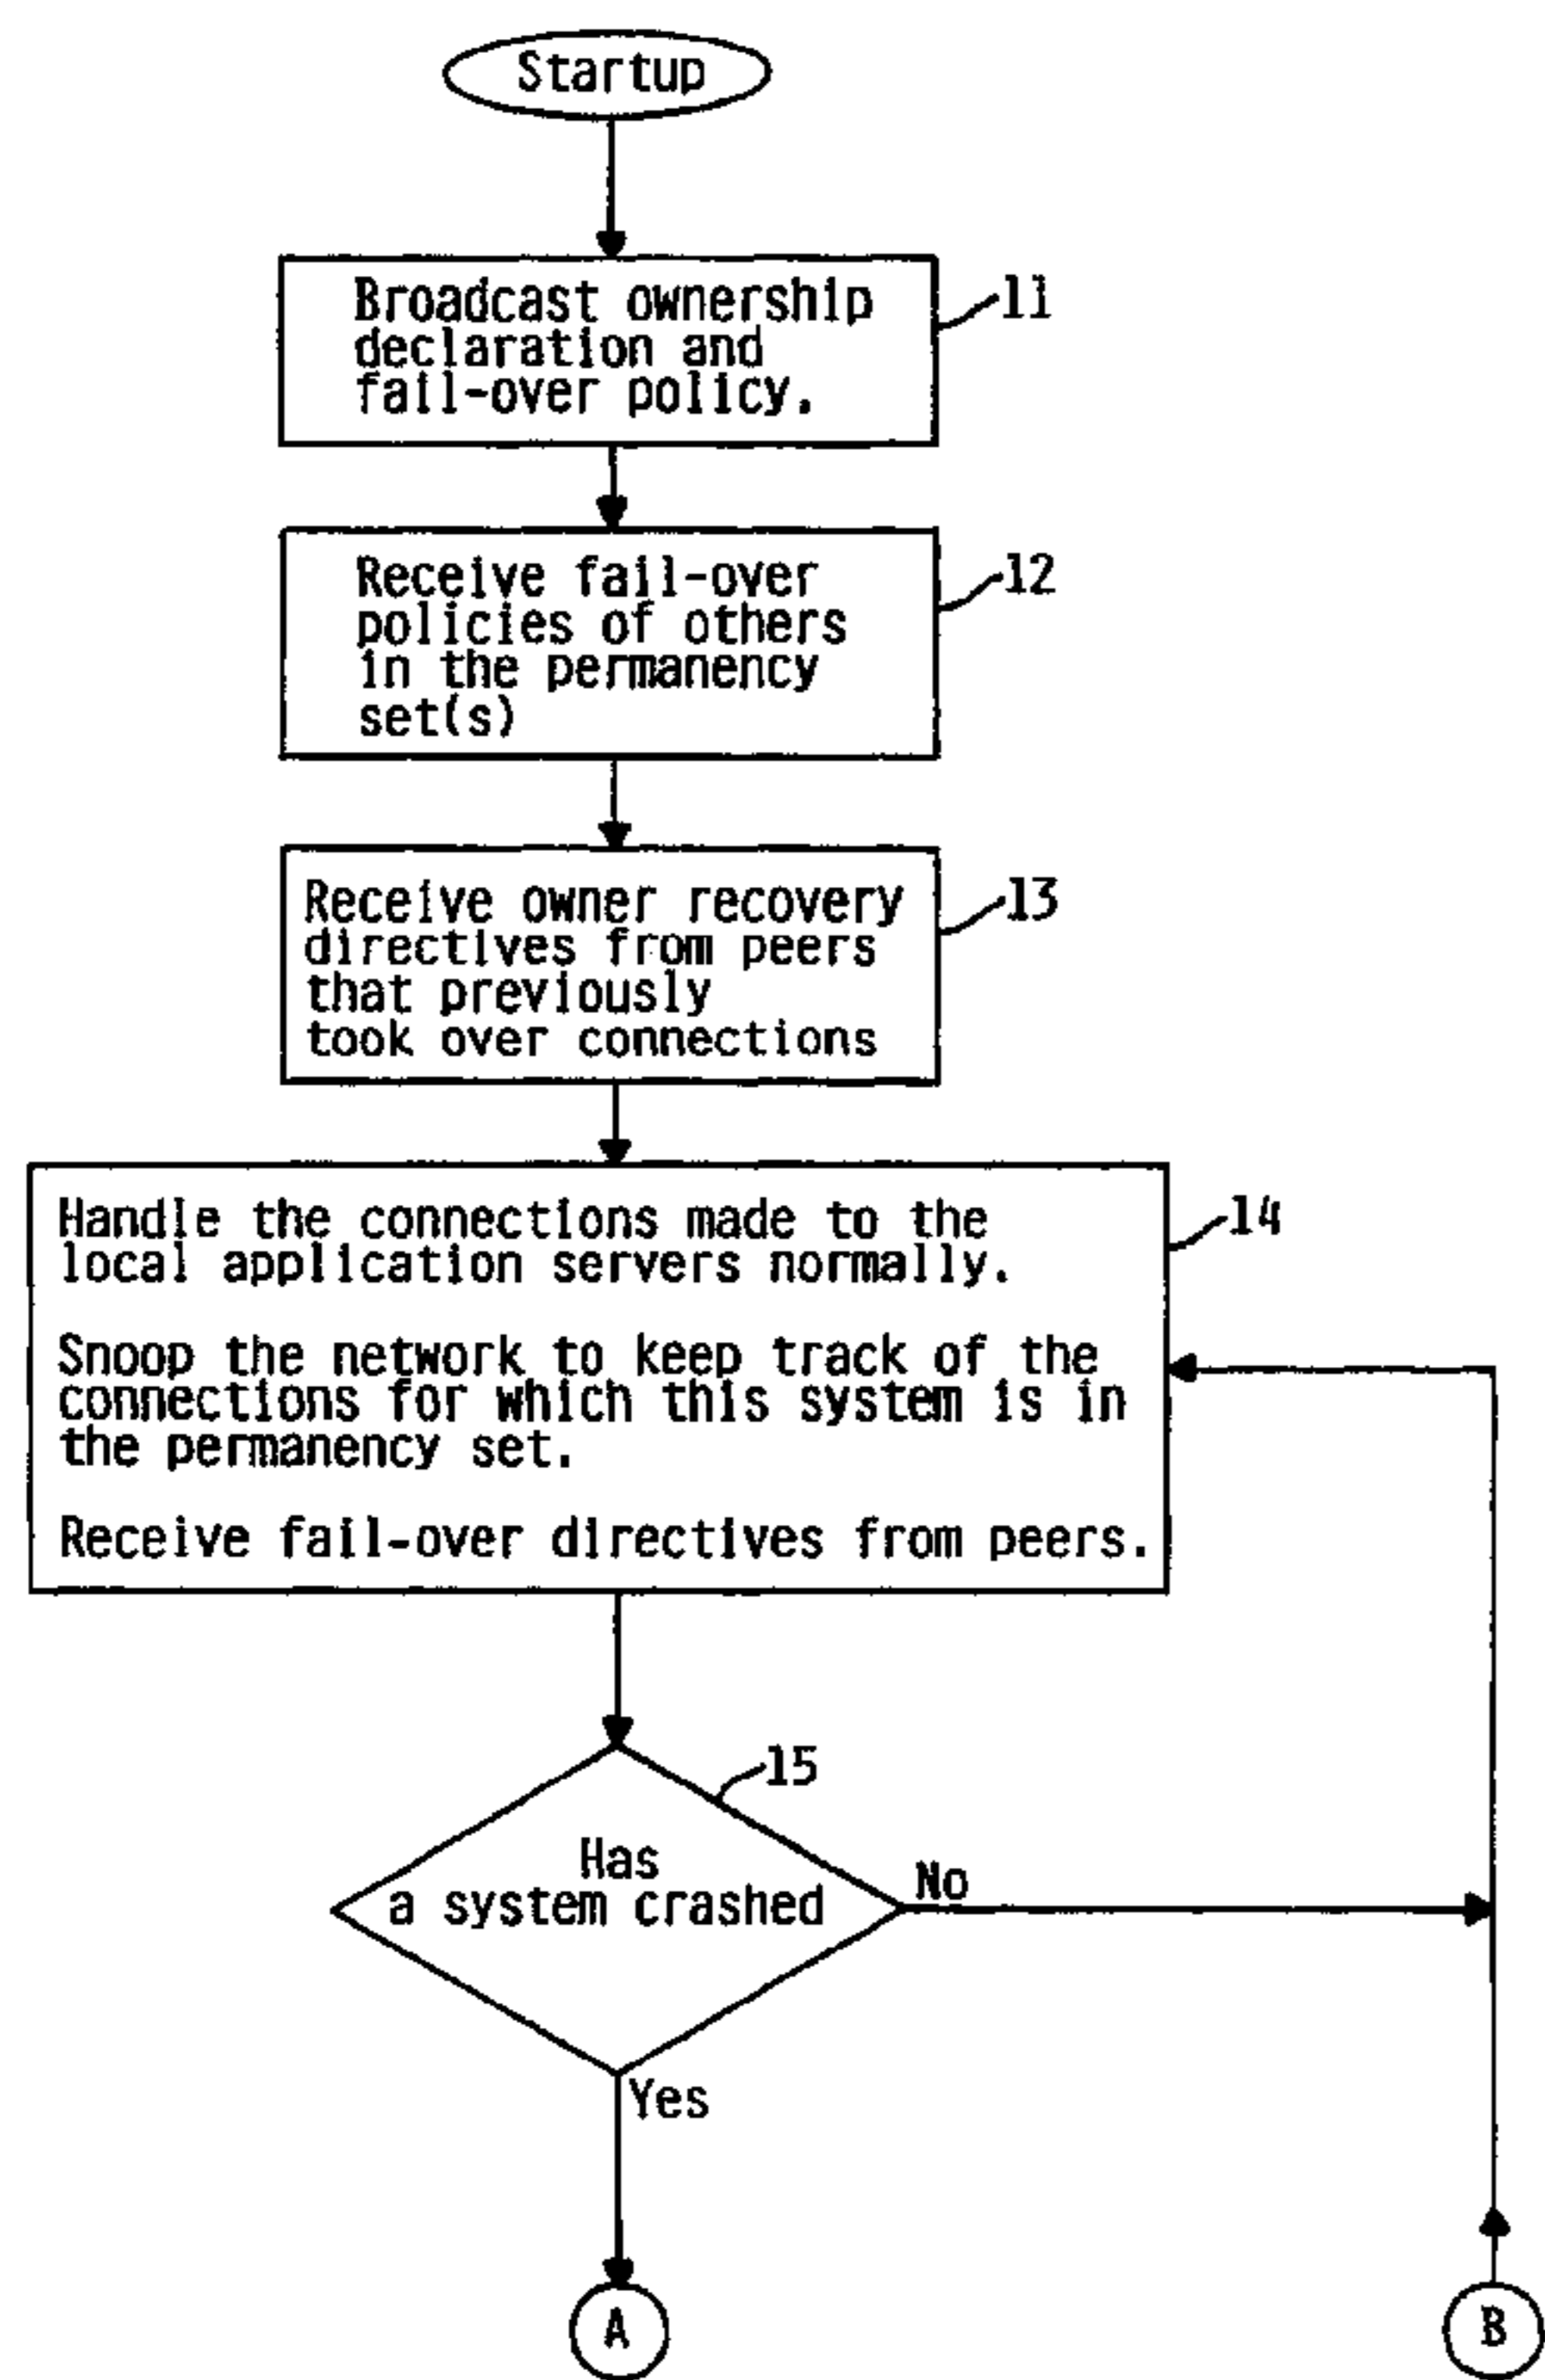 Startup
Broadcast ownership
declaration and
fail-over policy.
11
Receive fail-over
policies of others
in the permanency
set(s)
12
Receive owner recovery
directives from peers
that previously
took over connections
13
Handle the connections made to the
local application servers normally.
Snoop the network to keep track of the
connections for which this system is in
the permanency set.
Receive fail-over directives from peers.
14
15
Has
a system crashed
No
Yes
A
B